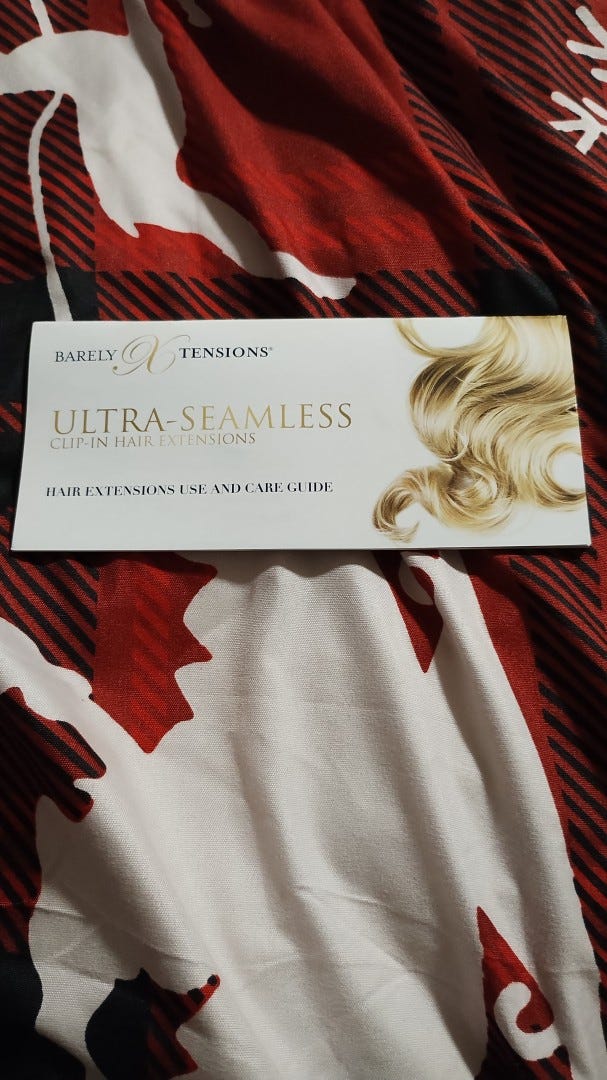 BARELY XTENSIONS®
ULTRA-SEAMLESS
CLIP-IN HAIR EXTENSIONS
HAIR EXTENSIONS USE AND CARE GUIDE